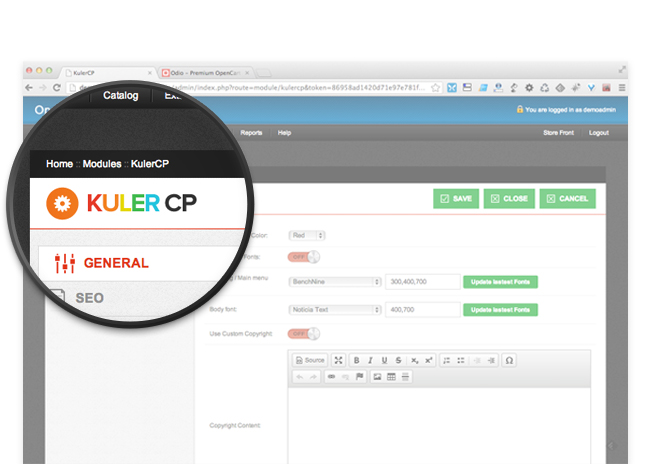 KulerCP
Odio – Premium OpenCart
admin/index.php?route=module/kulercp&token=86958ad1420d71e97e781f
Catalog
You are logged in as demoadmin
Reports Help Store Front Logout
Home :: Modules :: KulerCP
KULER CP
SAVE CLOSE CANCEL
Color: Red
Fonts: OFF
GENERAL
/ Main menu BenchNine 300,400,700 Update lastest Fonts
SEO
Body font: Noticia Text 400,700 Update lastest Fonts
Use Custom Copyright: OFF
Source B I U S x₂ x² Ω
Copyright Content: